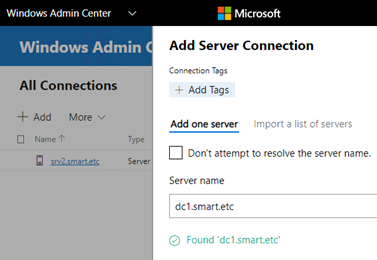 Windows Admin Center
Microsoft
Windows Admin C
All Connections
Add
More
Name
Type
srv2.smart.etc
Server
Add Server Connection
Connection Tags
+ Add Tags
Add one server
Import a list of servers
Don't attempt to resolve the server name.
Server name
dc1.smart.etc
Found 'dc1.smart.etc'